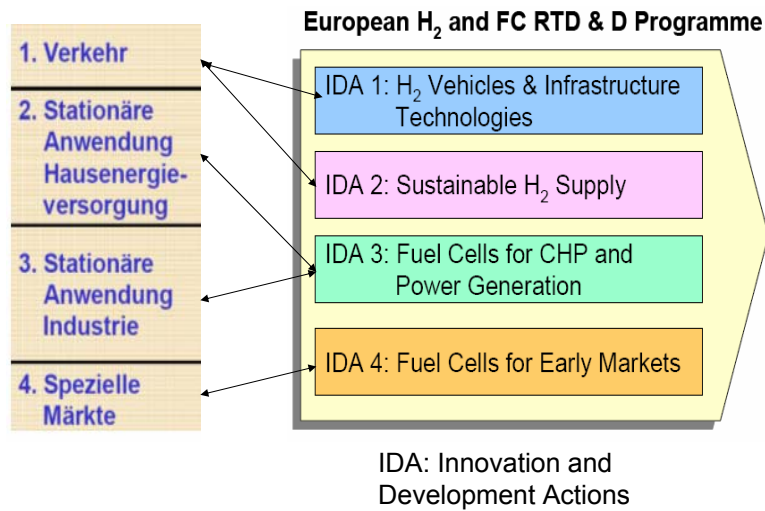 European H₂ and FC RTD & D Programme
1. Verkehr
2. Stationäre
Anwendung
Hausenergie-
versorgung
3. Stationäre
Anwendung
Industrie
4. Spezielle
Märkte
IDA 1: H₂ Vehicles & Infrastructure
Technologies
IDA 2: Sustainable H₂ Supply
IDA 3: Fuel Cells for CHP and
Power Generation
IDA 4: Fuel Cells for Early Markets
IDA: Innovation and
Development Actions